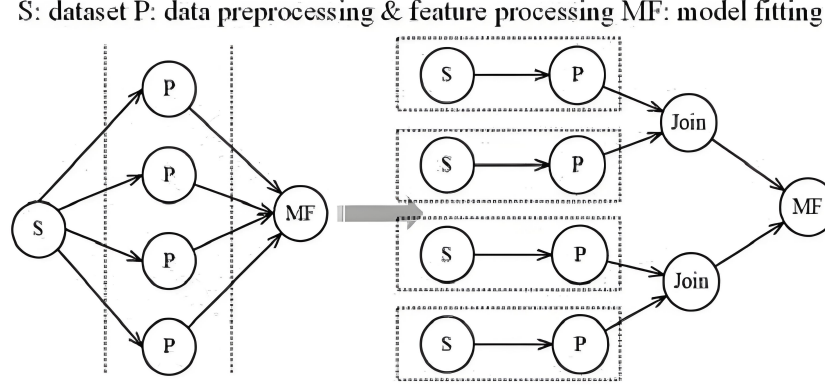 S: dataset P: data preprocessing & feature processing MF: model fitting
P
P
S
MF
P
P
S
P
Join
S
P
MF
S
P
Join
S
P